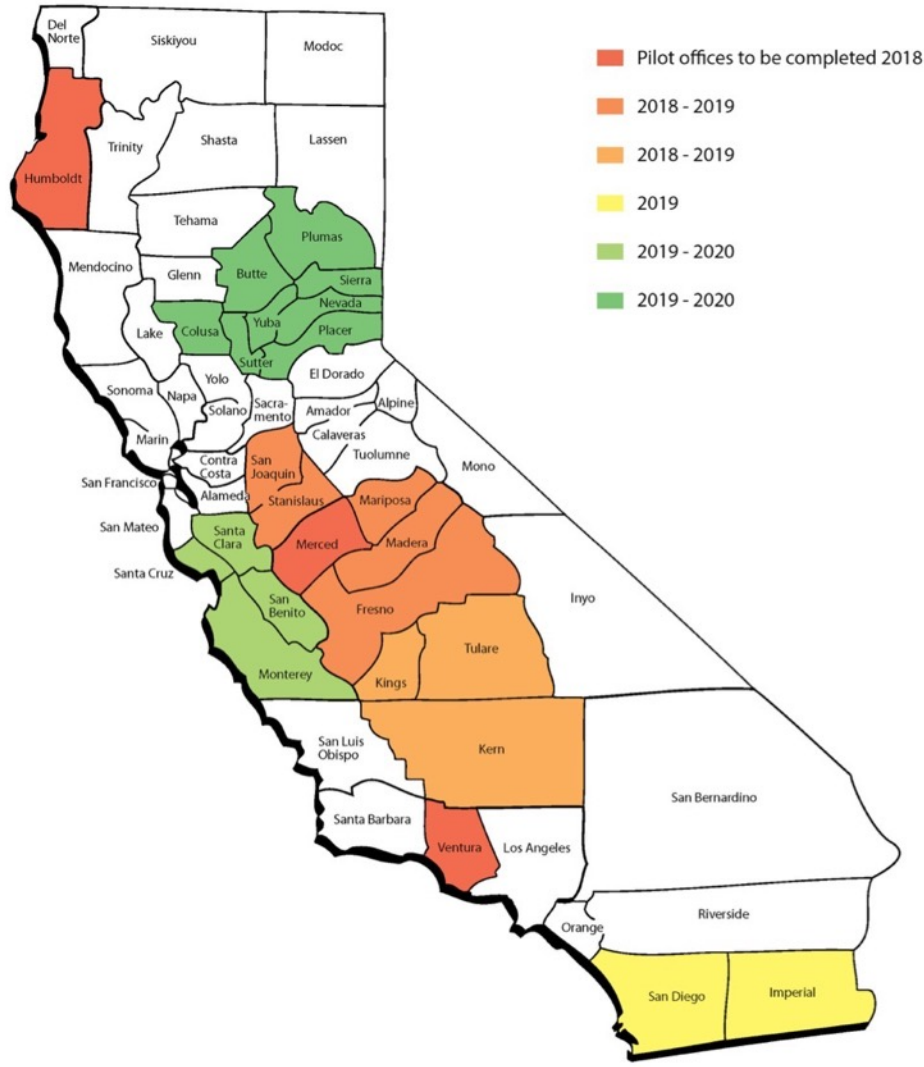 Del
Norte
Siskiyou
Modoc
Pilot offices to be completed 2018
2018 - 2019
2018 - 2019
2019
2019 - 2020
2019 - 2020
Humboldt
Trinity
Shasta
Lassen
Tehama
Plumas
Mendocino
Glenn
Butte
Sierra
Nevada
Lake
Colusa
Yuba
Placer
Sutter
Sonoma
Napa
Yolo
El Dorado
Solano
Sacra-
mento
Amador
Alpine
Marin
Calaveras
Tuolumne
Mono
Contra
Costa
San
Joaquin
San Francisco
Alameda
Stanislaus
Mariposa
San Mateo
Santa
Clara
Merced
Madera
Santa Cruz
San
Benito
Fresno
Inyo
Tulare
Monterey
Kings
San Luis
Obispo
Kern
San Bernardino
Santa Barbara
Ventura
Los Angeles
Orange
Riverside
San Diego
Imperial